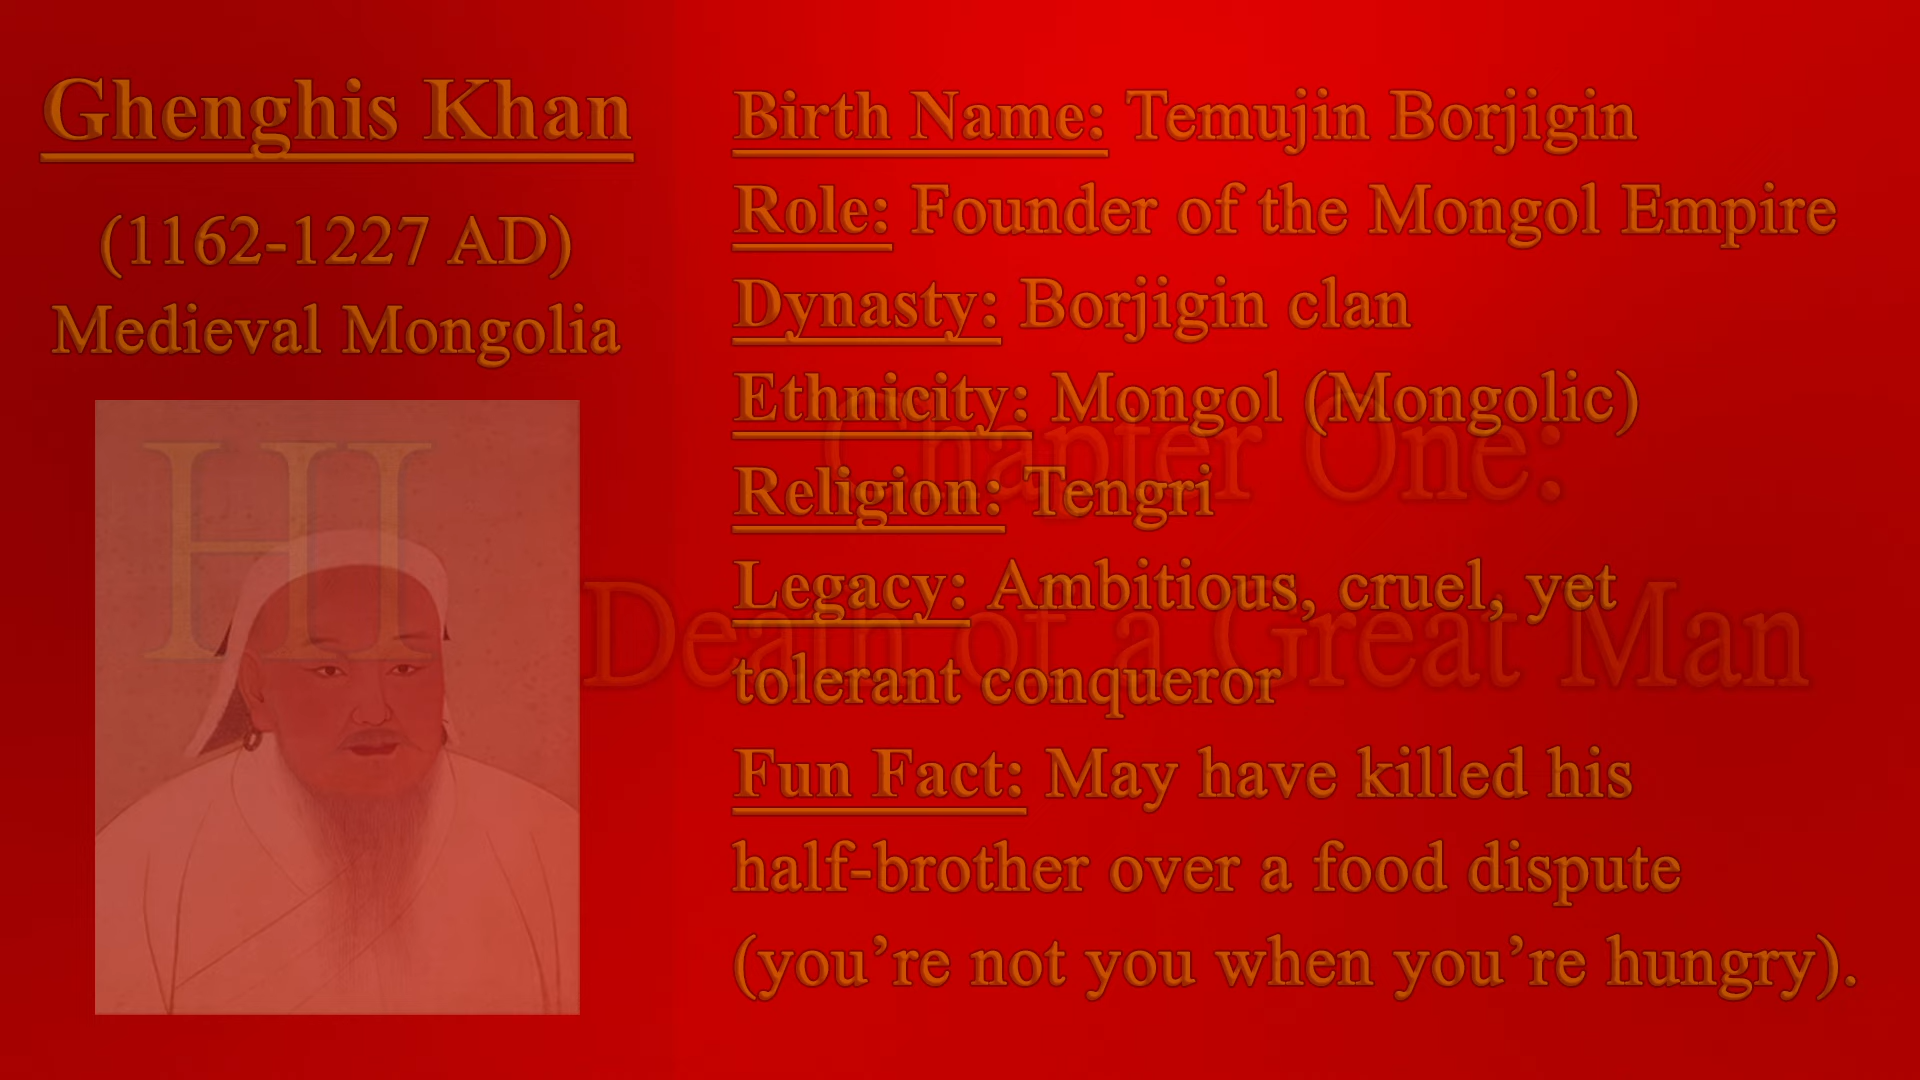 Ghenghis Khan
(1162-1227 AD)
Medieval Mongolia
HI
Birth Name: Temujin Borjigin
Role: Founder of the Mongol Empire
Dynasty: Borjigin clan
Ethnicity: Mongol (Mongolic)
Religion: Tengri
Legacy: Ambitious, cruel, yet
tolerant conqueror
Fun Fact: May have killed his
half-brother over a food dispute
(you’re not you when you’re hungry).
Chapter One:
Death of a Great Man